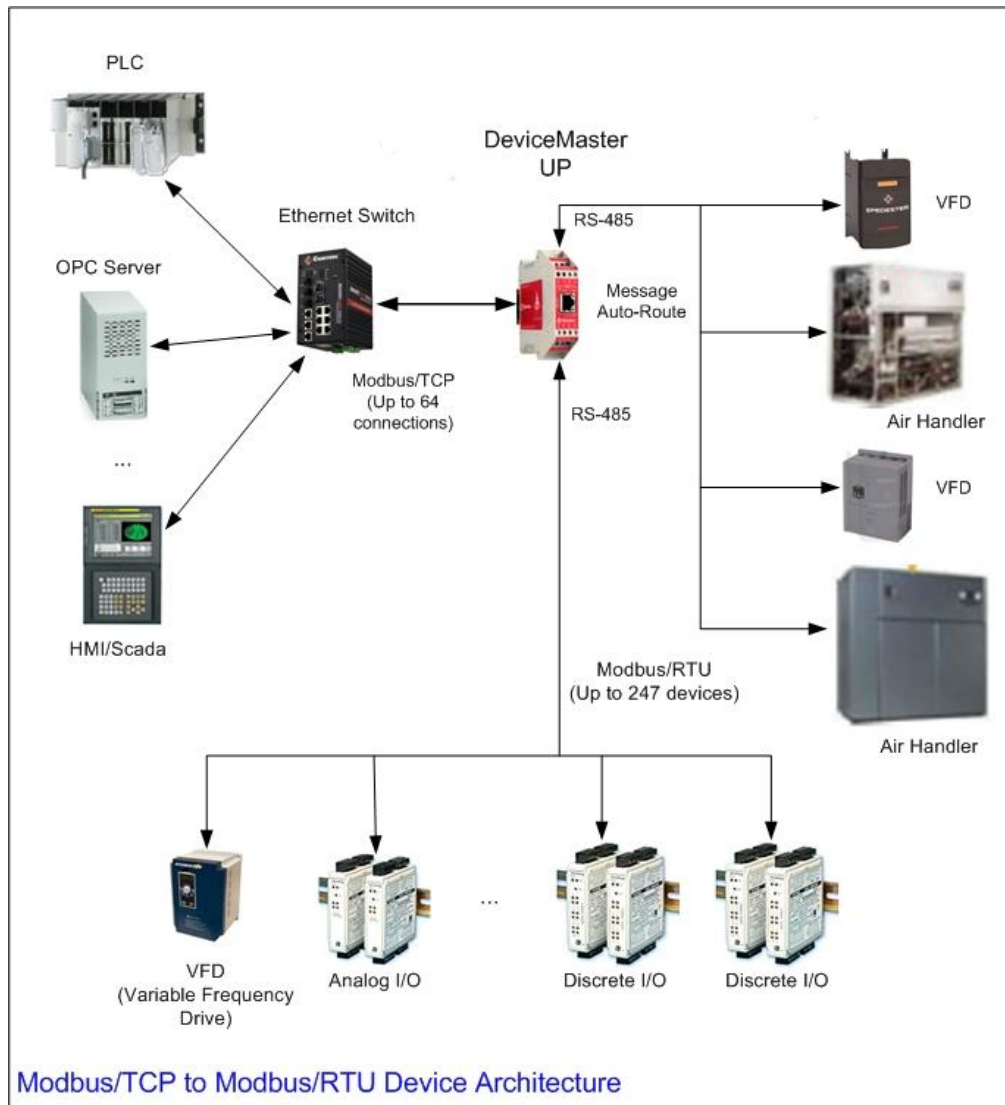 PLC
DeviceMaster
UP
Ethernet Switch
RS-485
VFD
OPC Server
Message
Auto-Route
Modbus/TCP
(Up to 64
connections)
RS-485
Air Handler
...
VFD
HMI/Scada
Modbus/RTU
(Up to 247 devices)
Air Handler
...
VFD
(Variable Frequency
Drive)
Analog I/O
Discrete I/O
Discrete I/O
Modbus/TCP to Modbus/RTU Device Architecture